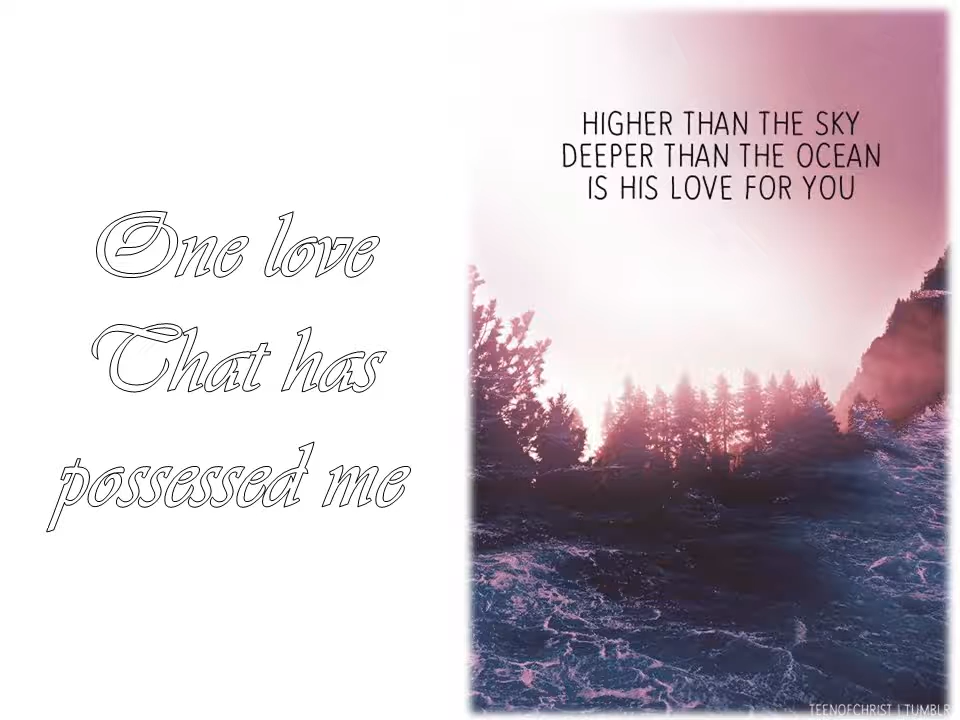 One love
That has
possessed me
HIGHER THAN THE SKY
DEEPER THAN THE OCEAN
IS HIS LOVE FOR YOU
TEENOFCHRIST | TUMBLR